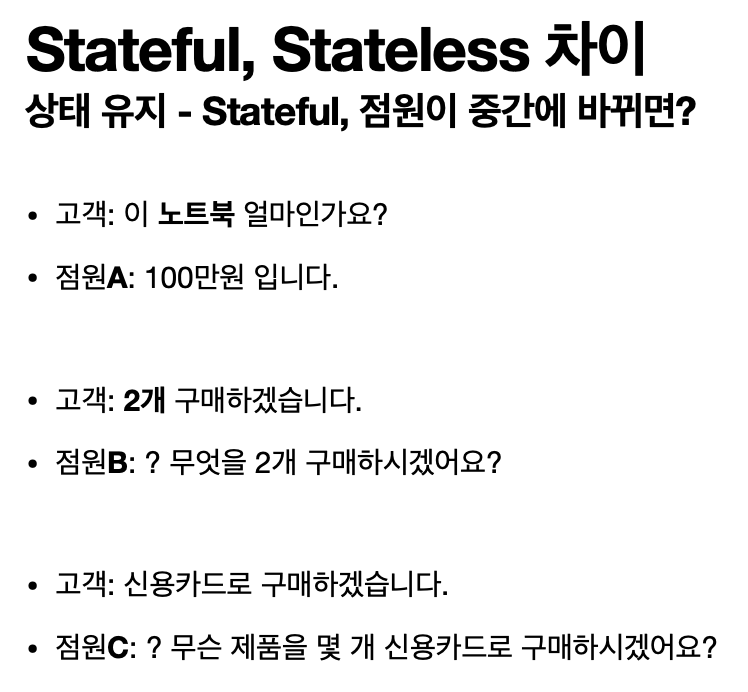 Stateful, Stateless 차이
상태 유지 - Stateful, 점원이 중간에 바뀌면?
• 고객: 이 노트북 얼마인가요?
• 점원A: 100만원 입니다.
• 고객: 2개 구매하겠습니다.
• 점원B: ? 무엇을 2개 구매하시겠어요?
• 고객: 신용카드로 구매하겠습니다.
• 점원C: ? 무슨 제품을 몇 개 신용카드로 구매하시겠어요?